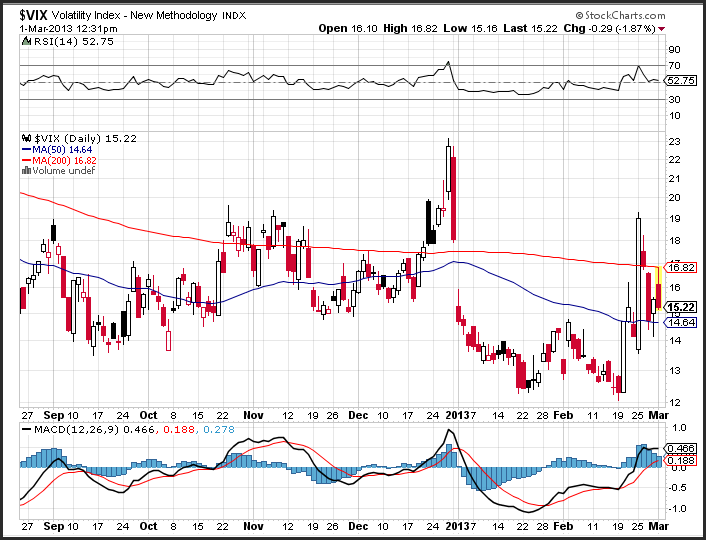 $VIX Volatility Index - New Methodology INDX
© StockCharts.com
1-Mar-2013 12:31pm
Open 16.10 High 16.82 Low 15.16 Last 15.22 Chg -0.29 (-1.87%)
RSI(14) 52.75
90
70
52.75
30
10
$VIX (Daily) 15.22
MA(50) 14.64
MA(200) 16.82
Volume undef
23
22
21
20
19
18
17
16.82
16
15.22
15
14.64
14
13
12
27 Sep 10 17 24 Oct 8 15 22 Nov 12 19 26 Dec 10 17 24 2013 7 14 22 28 Feb 11 19 25 Mar
MACD(12,26,9) 0.466, 0.188, 0.278
1.0
0.466
0.188
0.0
-0.5
-1.0
27 Sep 10 17 24 Oct 8 15 22 Nov 12 19 26 Dec 10 17 24 2013 7 14 22 28 Feb 11 19 25 Mar